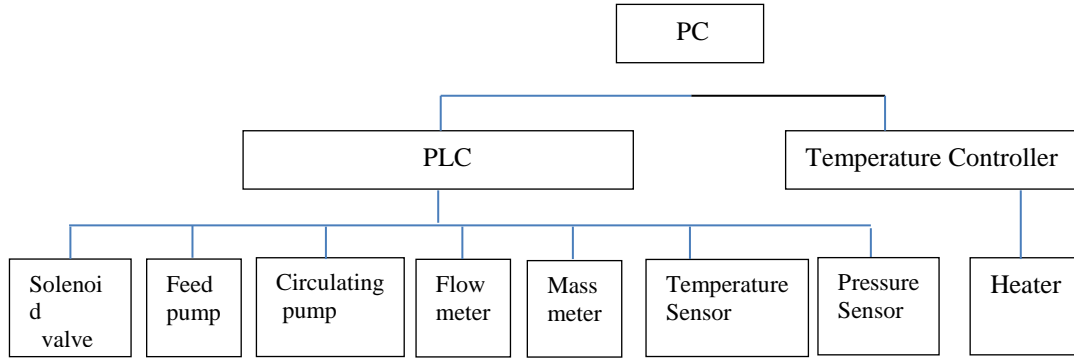 PC
PLC
Temperature Controller
Solenoi
d
valve
Feed
pump
Circulating
pump
Flow
meter
Mass
meter
Temperature
Sensor
Pressure
Sensor
Heater